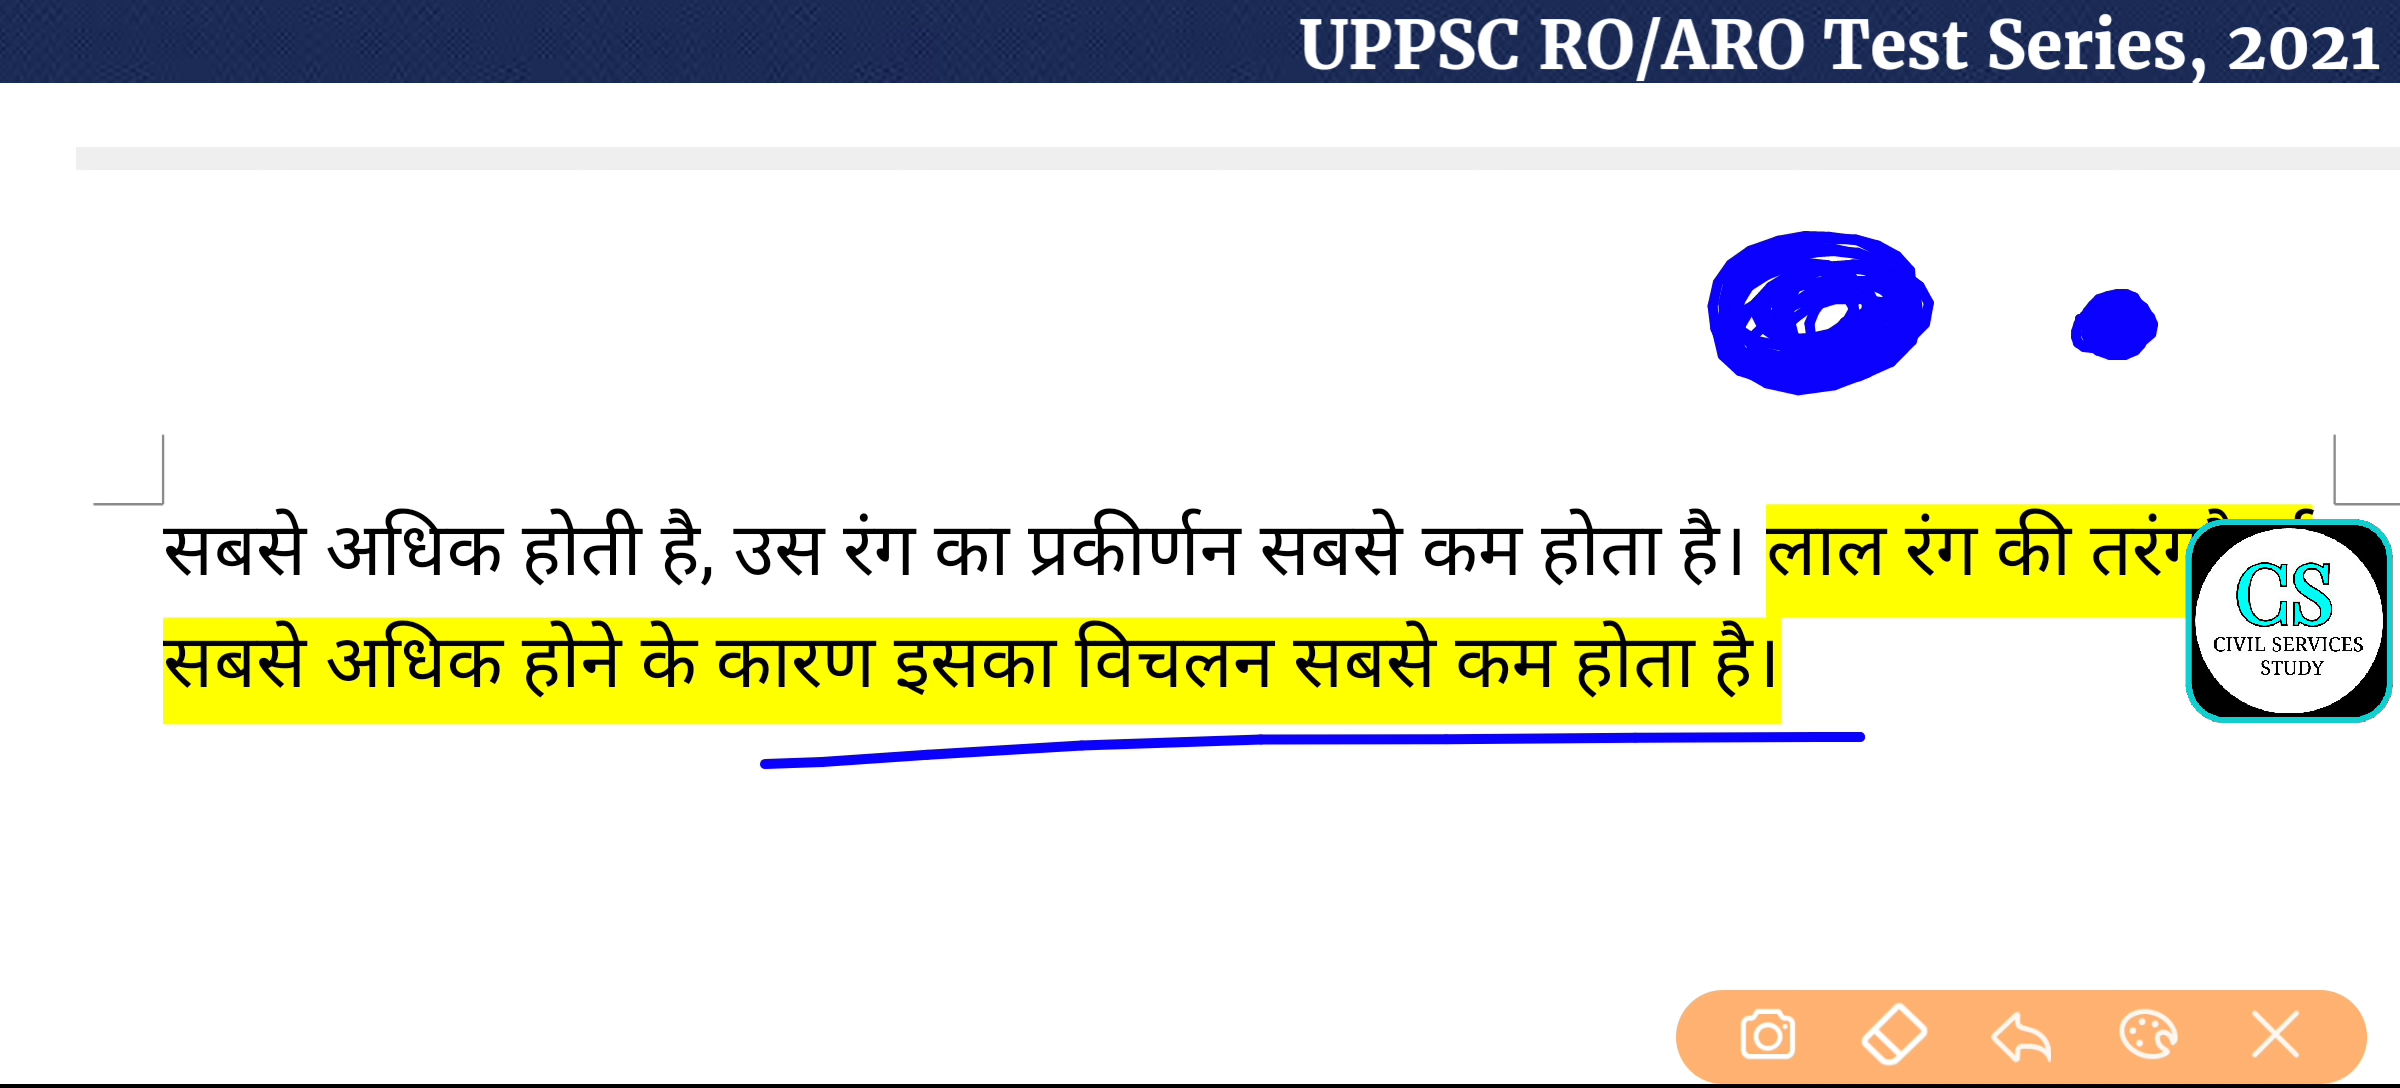 UPPSC RO/ARO Test Series, 2021
सबसे अधिक होती है, उस रंग का प्रकीर्णन सबसे कम होता है। लाल रंग की
सबसे अधिक होने के कारण इसका विचलन सबसे कम होता है।
CS
CIVIL SERVICES
STUDY